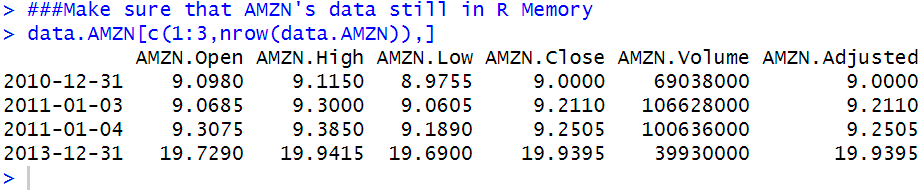 > ###Make sure that AMZN's data still in R Memory
> data.AMZN[c(1:3,nrow(data.AMZN)),]
           AMZN.Open AMZN.High AMZN.Low AMZN.Close AMZN.Volume AMZN.Adjusted
2010-12-31    9.0980    9.1150   8.9755     9.0000    69038000        9.0000
2011-01-03    9.0685    9.3000   9.0605     9.2110   106628000        9.2110
2011-01-04    9.3075    9.3850   9.1890     9.2505   100636000        9.2505
2013-12-31   19.7290   19.9415  19.6900    19.9395    39930000       19.9395
>